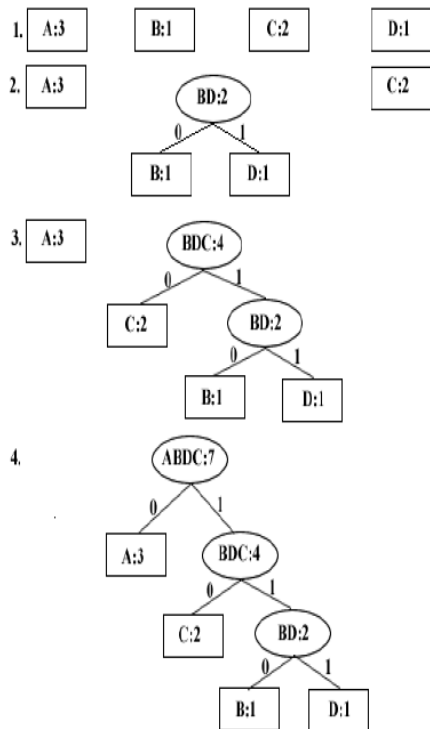 1. A:3 B:1 C:2 D:1
2. A:3 BD:2 C:2
0 1
B:1 D:1
3. A:3 BDC:4
0 1
C:2 BD:2
0 1
B:1 D:1
4. ABDC:7
0 1
A:3 BDC:4
0 1
C:2 BD:2
0 1
B:1 D:1